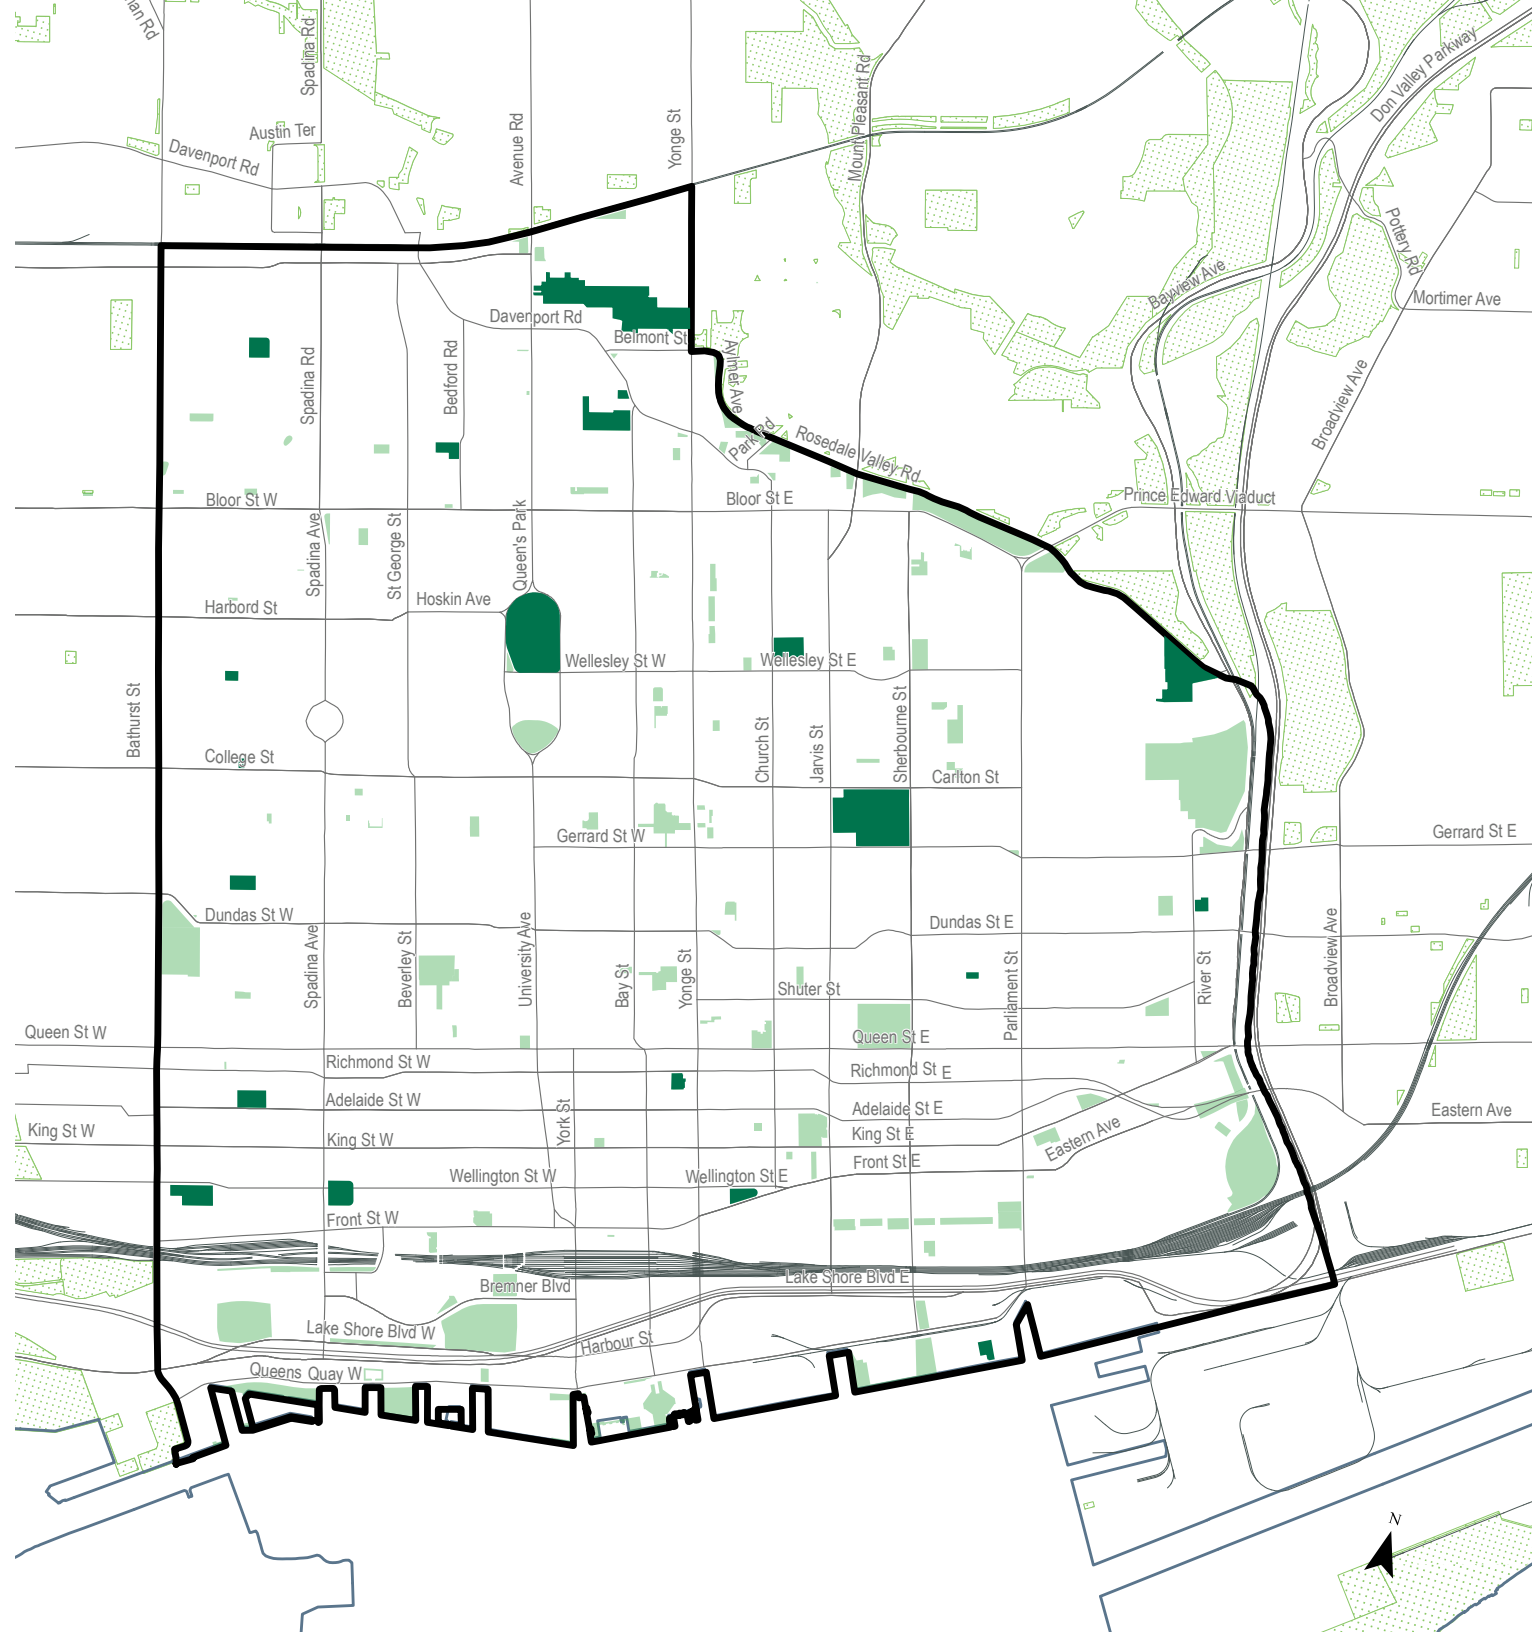 Spadina Rd
Avenue Rd
Yonge St
Mount Pleasant Rd
Don Valley Parkway
Austin Ter
Davenport Rd
Pottery Rd
Bayview Ave
Mortimer Ave
Davenport Rd
Belmont St
Spadina Rd
Bedford Rd
Aylmer Ave
Broadview Ave
Park Rd
Rosedale Valley Rd
Bloor St W
Bloor St E
Prince Edward Viaduct
Spadina Ave
St George St
Queen's Park
Harbord St
Hoskin Ave
Wellesley St W
Wellesley St E
Bathurst St
Church St
Jarvis St
Sherbourne St
College St
Carlton St
Gerrard St W
Gerrard St E
Dundas St W
Dundas St E
Spadina Ave
Beverley St
University Ave
Bay St
Yonge St
Parliament St
River St
Broadview Ave
Shuter St
Queen St W
Queen St E
Richmond St W
Richmond St E
Adelaide St W
Adelaide St E
Eastern Ave
King St W
King St W
York St
King St E
Eastern Ave
Front St E
Wellington St W
Wellington St E
Front St W
Lake Shore Blvd E
Bremner Blvd
Lake Shore Blvd W
Harbour St
Queens Quay W
N